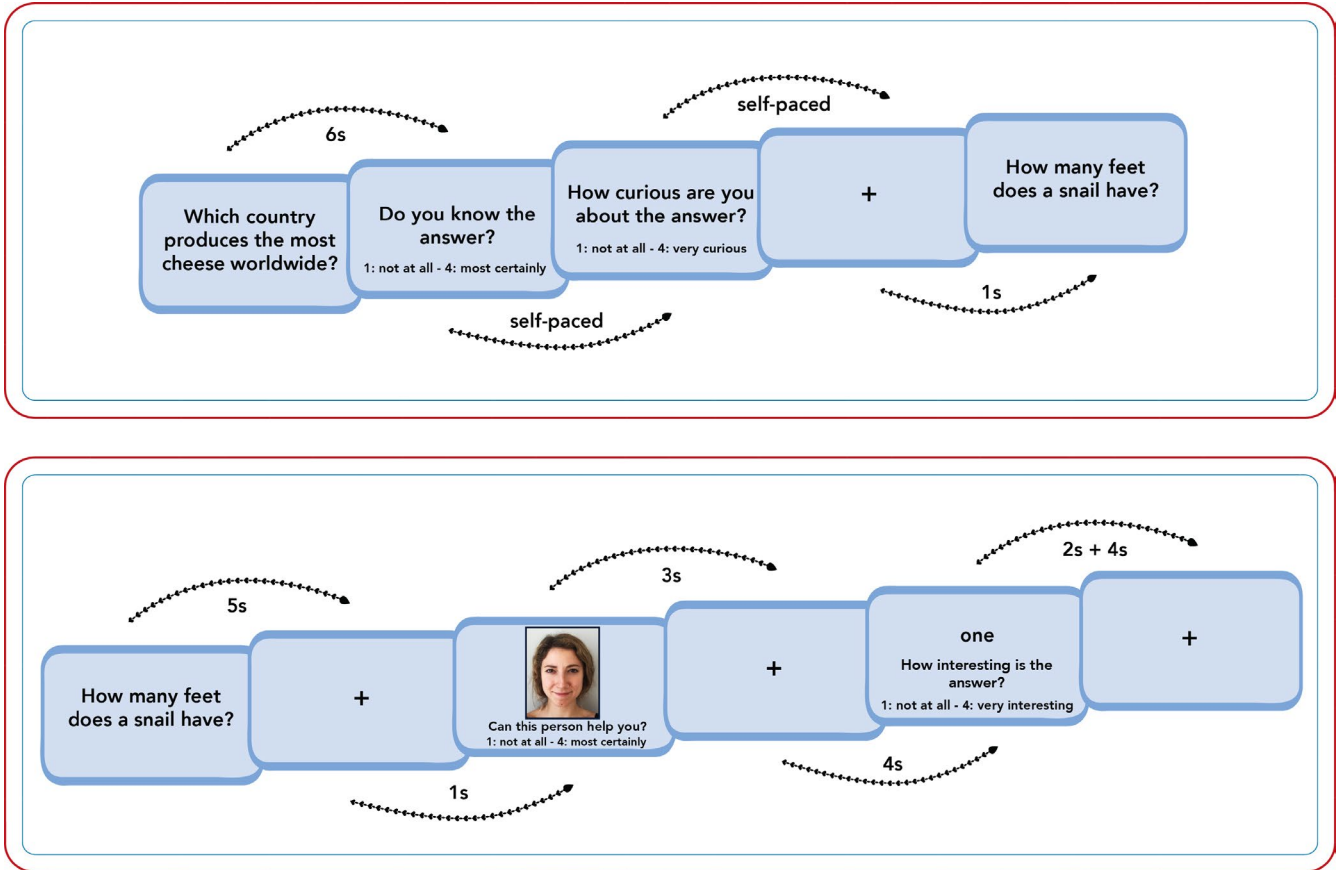 self-paced
6s
Which country
produces the most
cheese worldwide?
Do you know the
answer?
1: not at all - 4: most certainly
self-paced
How curious are you
about the answer?
1: not at all - 4: very curious
+
1s
How many feet
does a snail have?
How many feet
does a snail have?
5s
+
1s
Can this person help you?
1: not at all - 4: most certainly
3s
+
4s
one
How interesting is the
answer?
1: not at all - 4: very interesting
2s + 4s
+